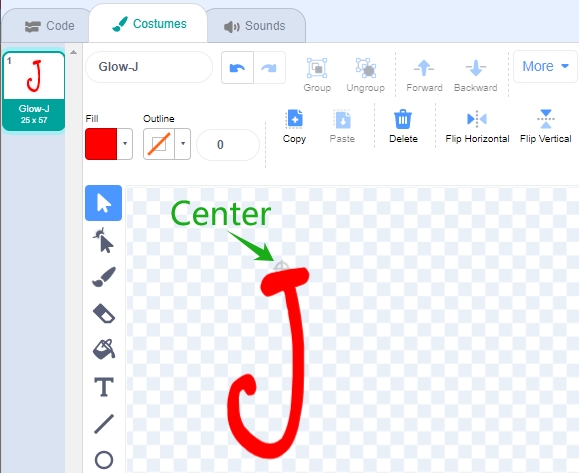 Code
Costumes
Sounds
1
J
Glow-J
25 x 57
Glow-J
Group
Ungroup
Forward
Backward
More
Fill
Outline
0
Copy
Paste
Delete
Flip Horizontal
Flip Vertical
T
Center
J